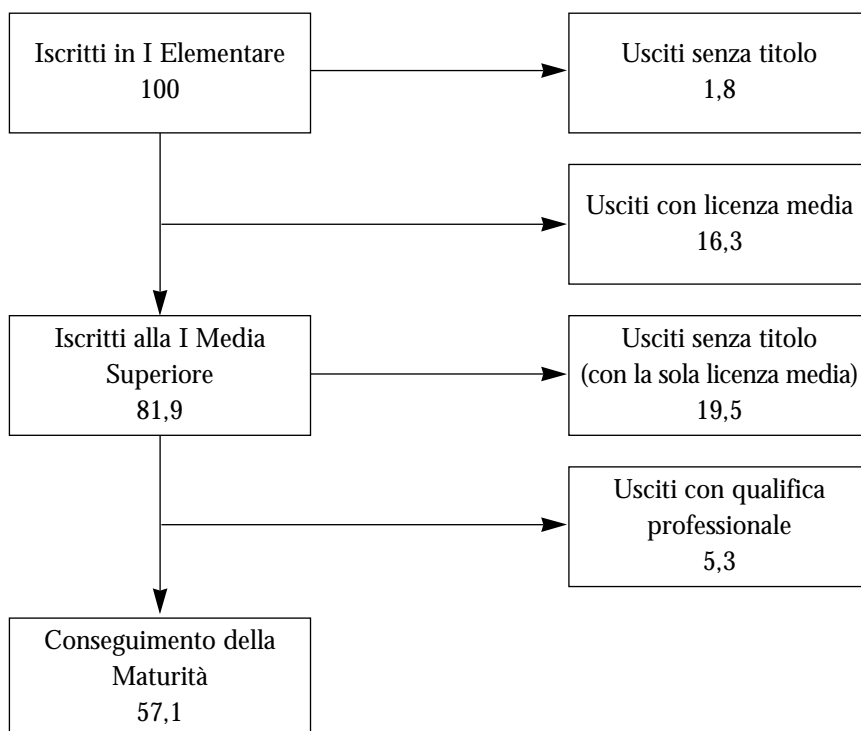 Iscritti in I Elementare
100
Usciti senza titolo
1,8
Usciti con licenza media
16,3
Iscritti alla I Media
Superiore
81,9
Usciti senza titolo
(con la sola licenza media)
19,5
Usciti con qualifica
professionale
5,3
Conseguimento della
Maturità
57,1